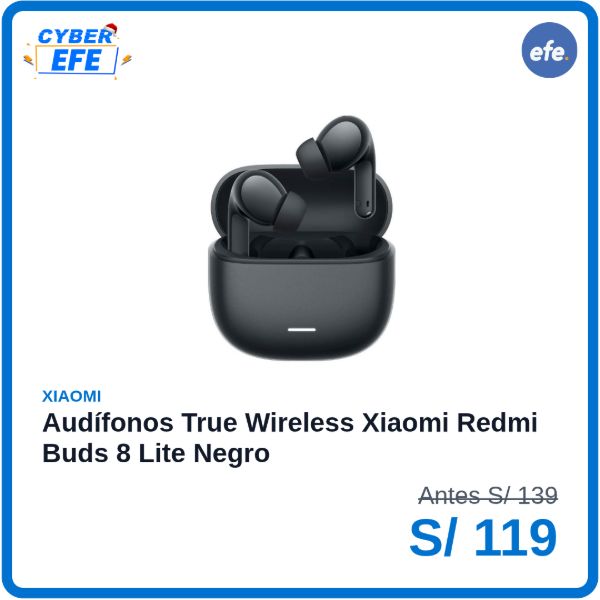 CYBER
EFE
efe.
XIAOMI
Audífonos True Wireless Xiaomi Redmi
Buds 8 Lite Negro
Antes S/ 139
S/ 119